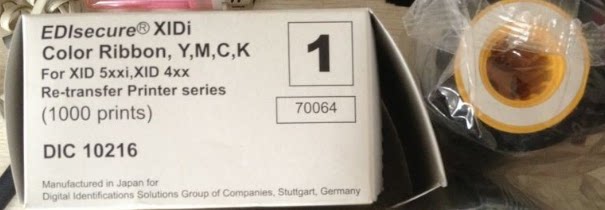 EDIsecure® XIDi
Color Ribbon, Y,M,C,K
For XID 5xxi,XID 4xx
Re-transfer Printer series
(1000 prints)
1
70064
DIC 10216
Manufactured in Japan for
Digital Identifications Solutions Group of Companies, Stuttgart, Germany